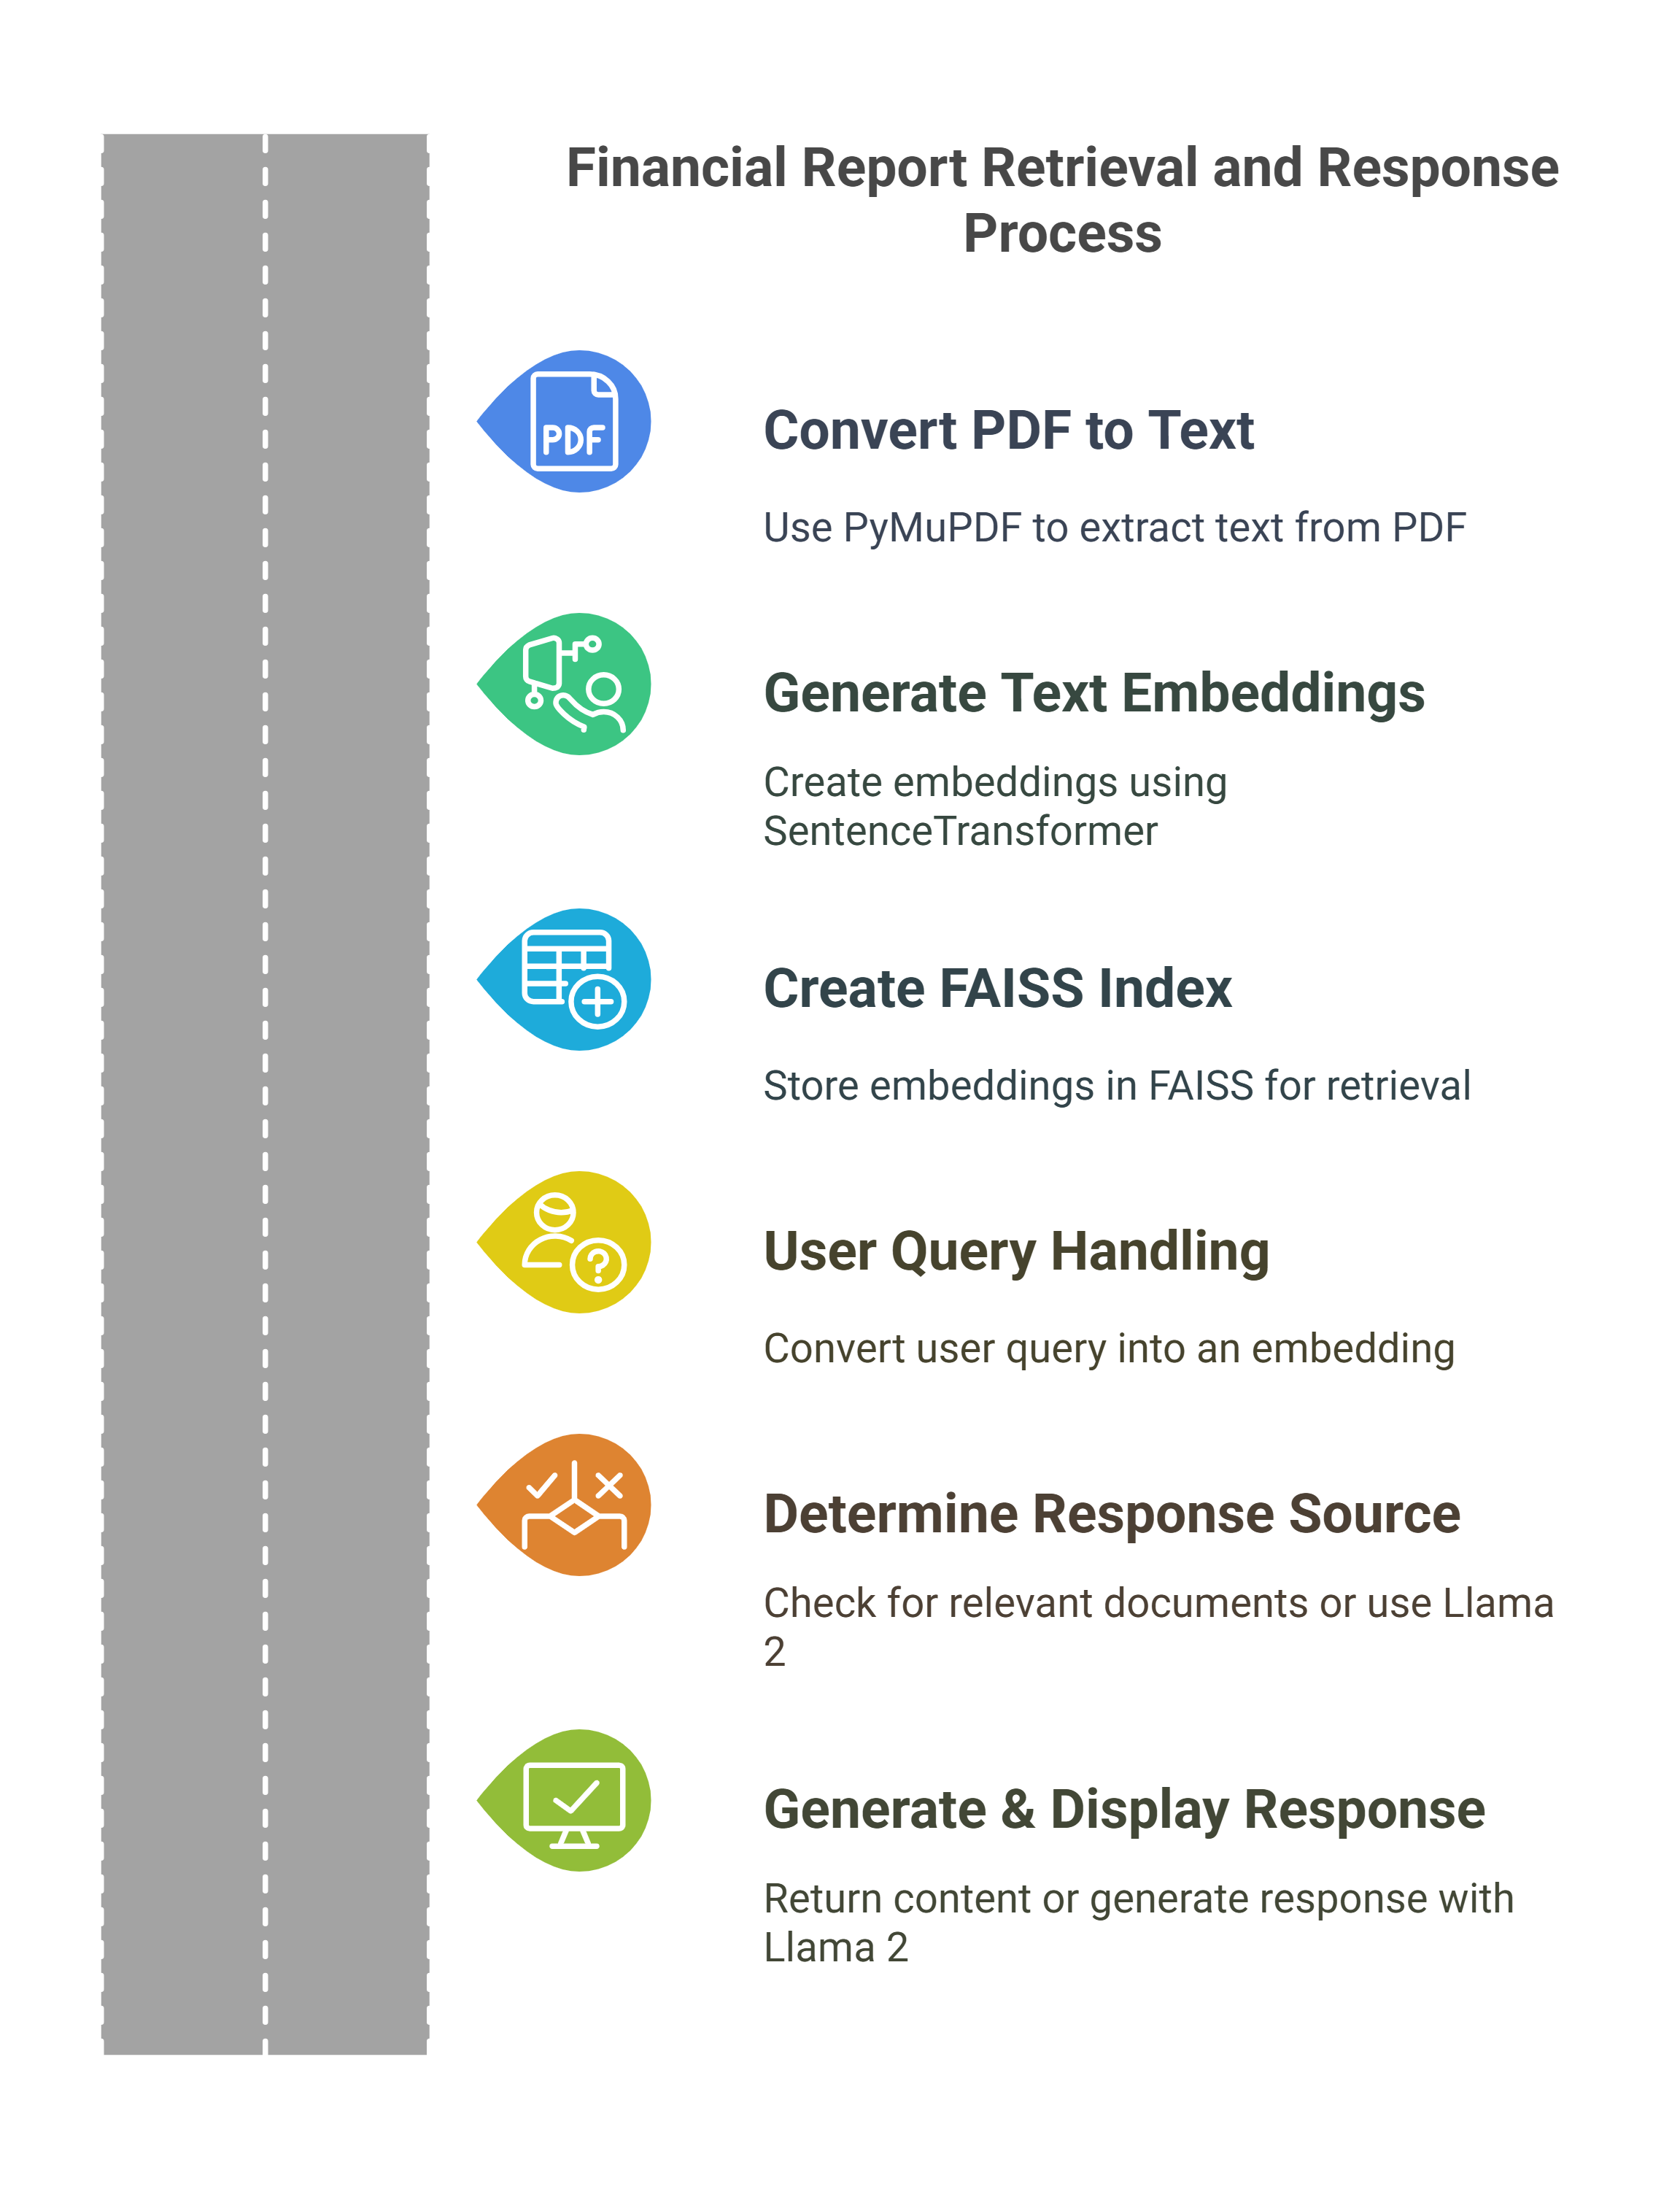 Financial Report Retrieval and Response
Process
PDF
Convert PDF to Text
Use PyMuPDF to extract text from PDF
Generate Text Embeddings
Create embeddings using
SentenceTransformer
Create FAISS Index
Store embeddings in FAISS for retrieval
?
User Query Handling
Convert user query into an embedding
Determine Response Source
Check for relevant documents or use Llama
2
Generate & Display Response
Return content or generate response with
Llama 2